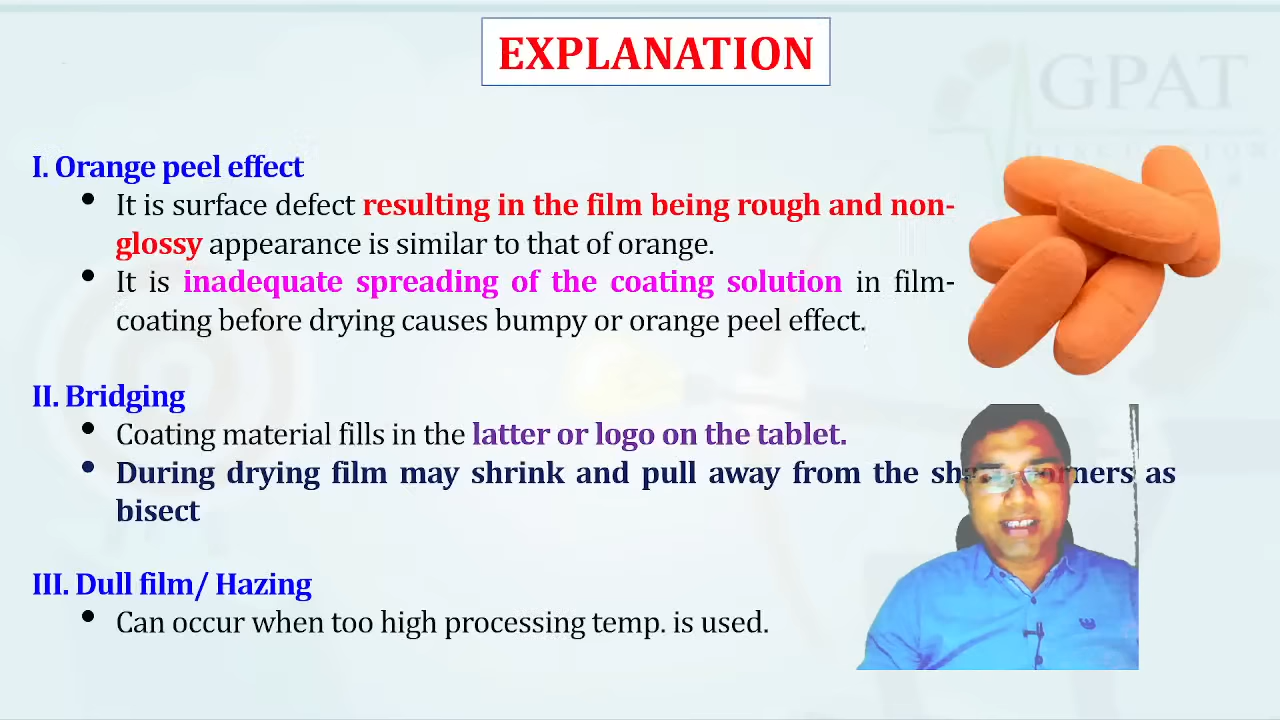 EXPLANATION
GPAT
I. Orange peel effect
• It is surface defect resulting in the film being rough and non-
glossy appearance is similar to that of orange.
• It is inadequate spreading of the coating solution in film-
coating before drying causes bumpy or orange peel effect.
II. Bridging
• Coating material fills in the latter or logo on the tablet.
• During drying film may shrink and pull away from the as
bisect
III. Dull film/ Hazing
• Can occur when too high processing temp. is used.